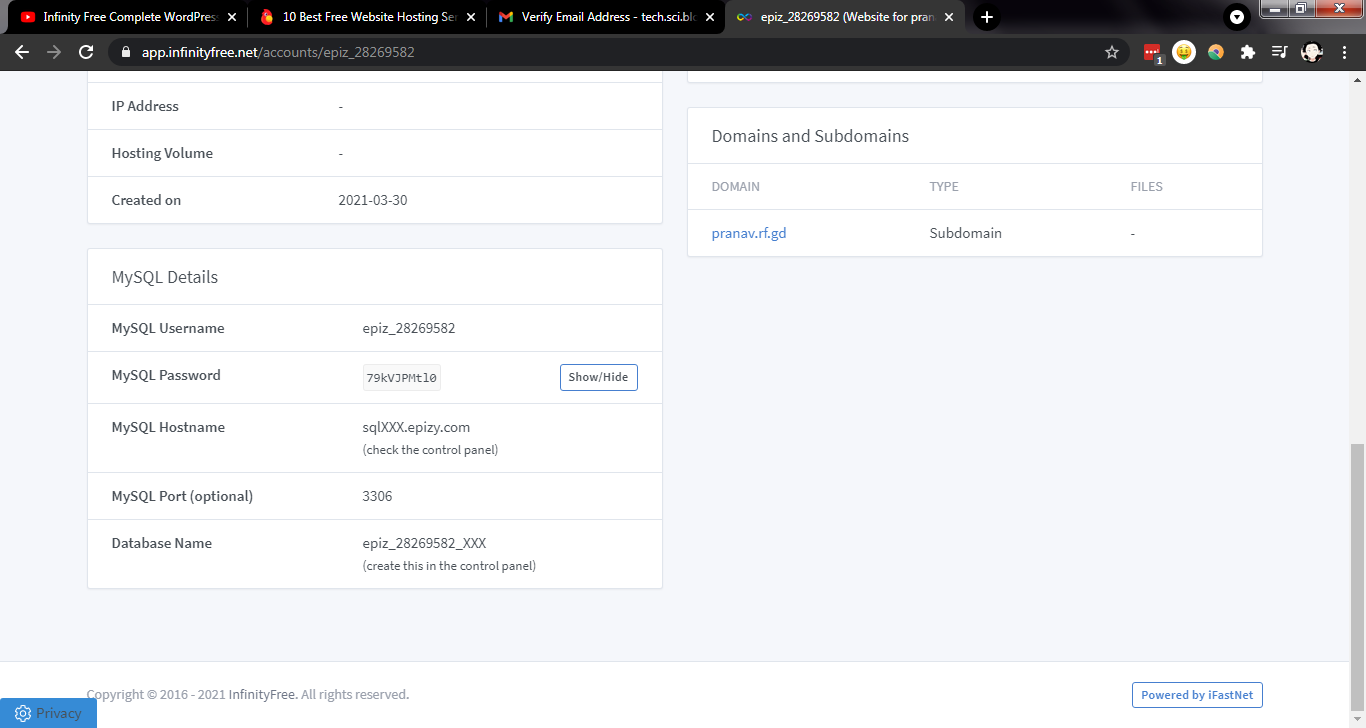 Infinity Free Complete WordPres
10 Best Free Website Hosting Ser
Verify Email Address - tech.sci.blo
epiz_28269582 (Website for pran
app.infinityfree.net/accounts/epiz_28269582
1
IP Address -
Hosting Volume -
Created on 2021-03-30
MySQL Details
MySQL Username epiz_28269582
MySQL Password 79kVJPMtl0 Show/Hide
MySQL Hostname sqlXXX.epizy.com
(check the control panel)
MySQL Port (optional) 3306
Database Name epiz_28269582_XXX
(create this in the control panel)
Domains and Subdomains
DOMAIN TYPE FILES
pranav.rf.gd Subdomain -
Copyright © 2016 - 2021 InfinityFree. All rights reserved.
Powered by iFastNet
Privacy